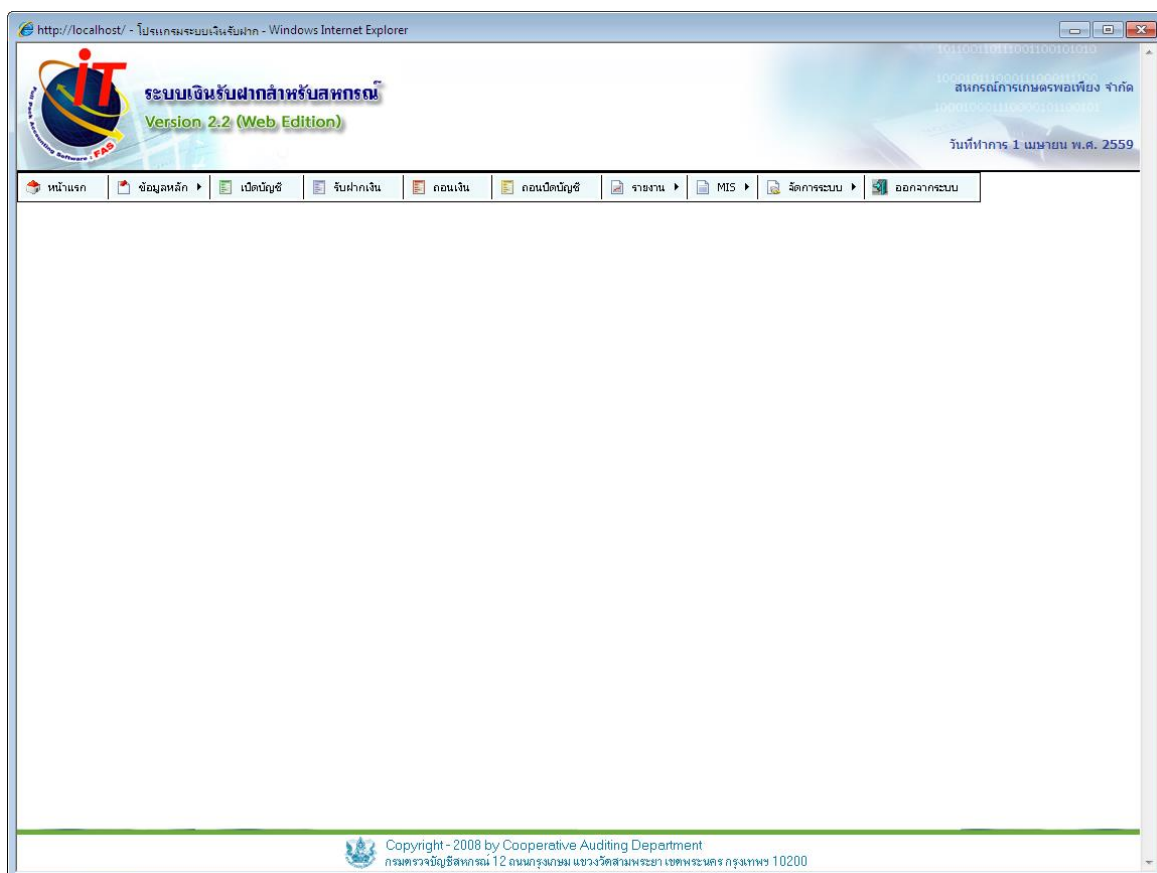 http://localhost/ - โปรแกรมระบบเงินรับฝาก - Windows Internet Explorer
iT
Full Pack Accounting Software : FAS
ระบบเงินรับฝากสำหรับสหกรณ์
Version 2.2 (Web Edition)
สหกรณ์การเกษตรพอเพียง จำกัด
วันที่ทำการ 1 เมษายน พ.ศ. 2559
หน้าแรก ข้อมูลหลัก เปิดบัญชี รับฝากเงิน ถอนเงิน ถอนปิดบัญชี รายงาน MIS จัดการระบบ ออกจากระบบ
Copyright - 2008 by Cooperative Auditing Department
กรมตรวจบัญชีสหกรณ์ 12 ถนนกรุงเกษม แขวงวัดสามพระยา เขตพระนคร กรุงเทพฯ 10200